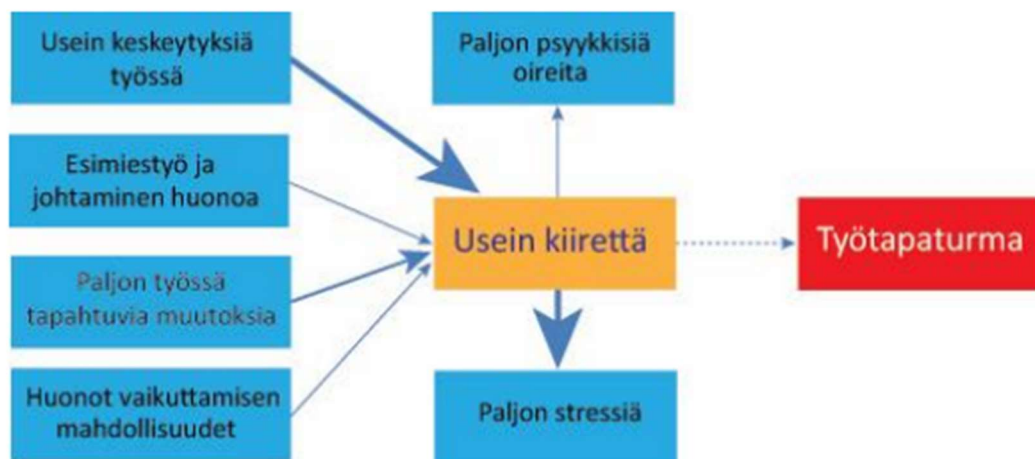 Usein keskeytyksiä
työssä
Paljon psyykkisiä
oireita
Esimiestyö ja
johtaminen huonoa
Usein kiirettä
Työtapaturma
Paljon työssä
tapahtuvia muutoksia
Huonot vaikuttamisen
mahdollisuudet
Paljon stressiä